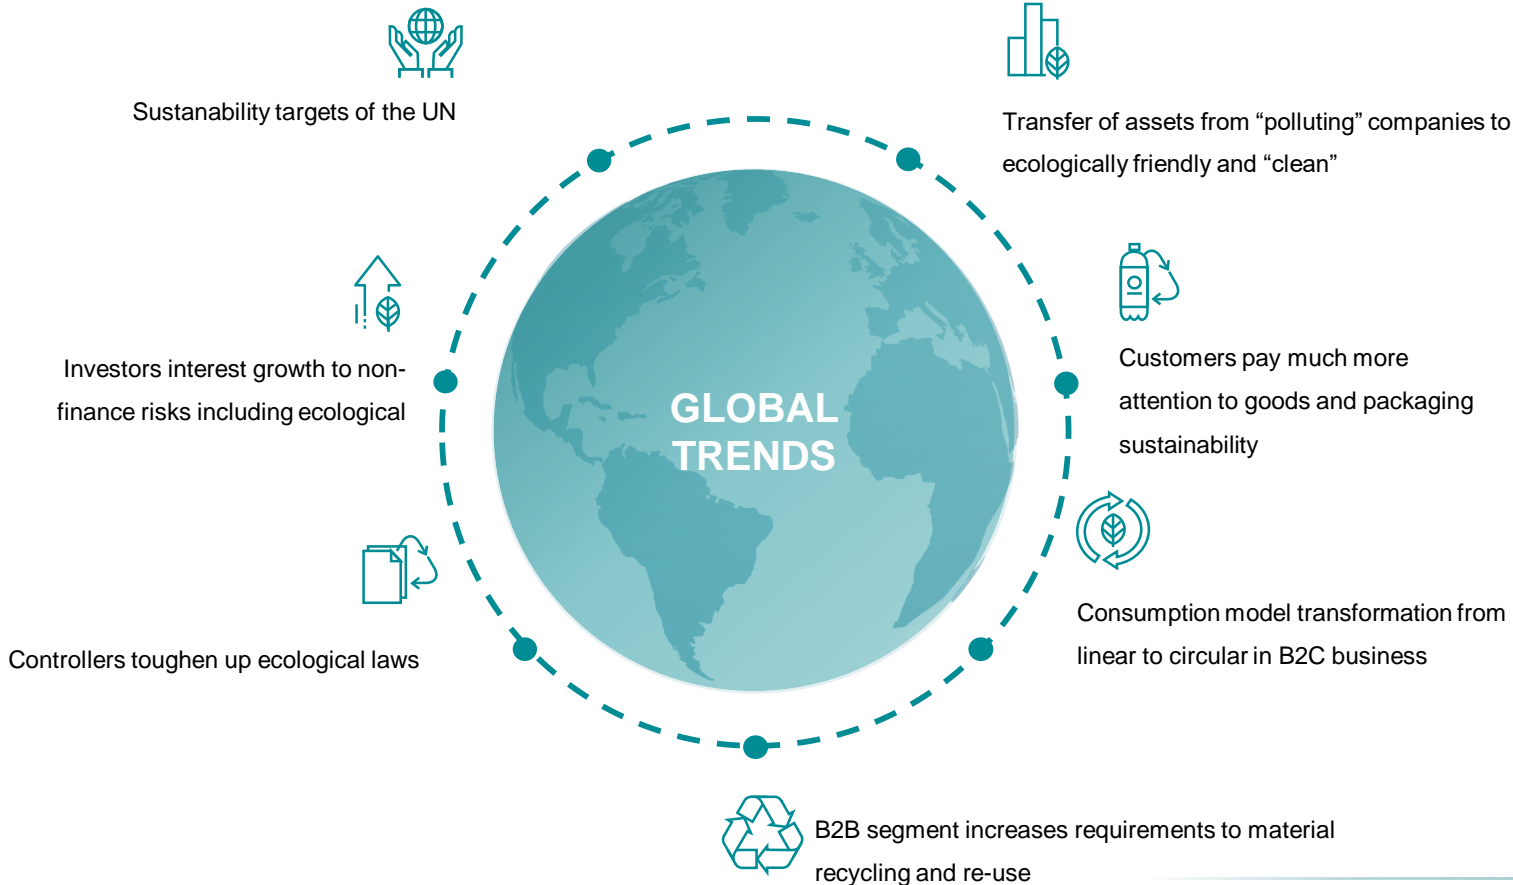 Sustanability targets of the UN
Transfer of assets from “polluting” companies to
ecologically friendly and “clean”
Investors interest growth to non-
finance risks including ecological
GLOBAL
TRENDS
Customers pay much more
attention to goods and packaging
sustainability
Controllers toughen up ecological laws
Consumption model transformation from
linear to circular in B2C business
B2B segment increases requirements to material
recycling and re-use